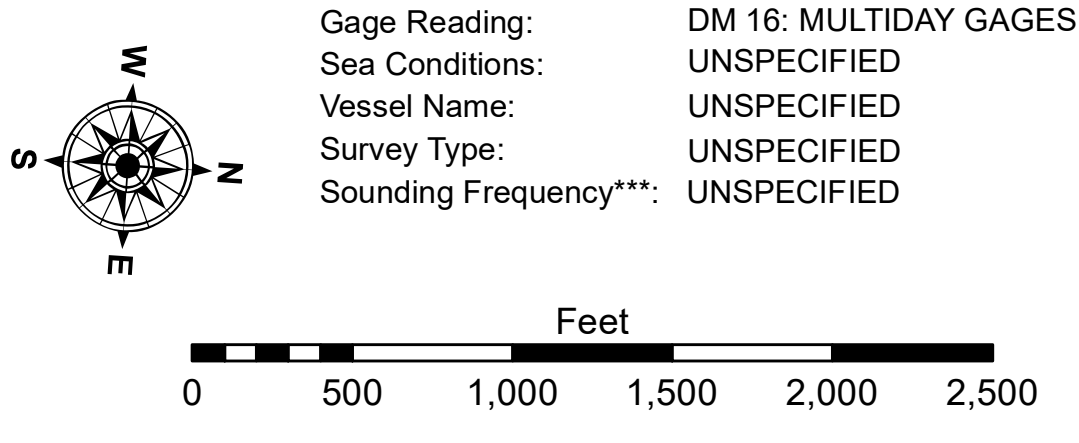 Gage Reading: DM 16: MULTIDAY GAGES
Sea Conditions: UNSPECIFIED
Vessel Name: UNSPECIFIED
Survey Type: UNSPECIFIED
Sounding Frequency***: UNSPECIFIED
W
S
N
E
Feet
0 500 1,000 1,500 2,000 2,500